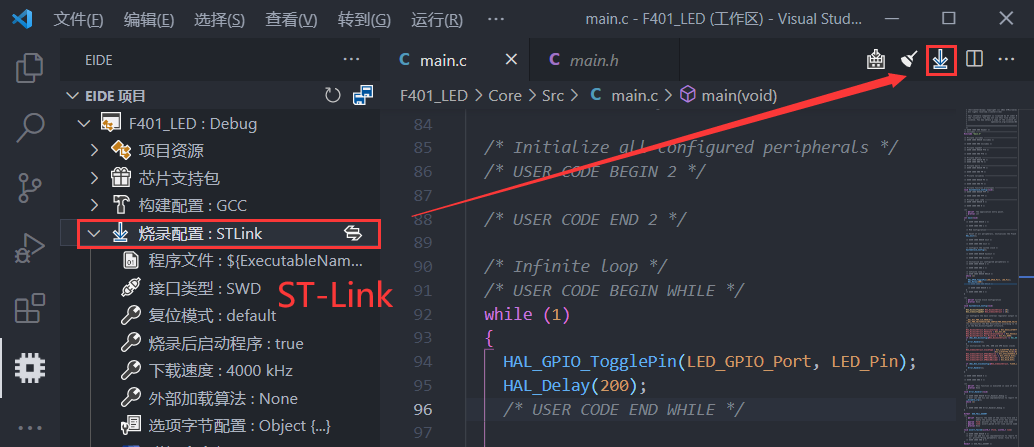 文件(F) 编辑(E) 选择(S) 查看(V) 转到(G) 运行(R) ··· main.c - F401_LED (工作区) - Visual Stud...
EIDE ···
C main.c
C main.h
EIDE 项目
F401_LED > Core > Src > C main.c > main(void)
F401_LED : Debug
项目资源
芯片支持包
构建配置 : GCC
烧录配置 : STLink
程序文件 : ${ExecutableNam...
接口类型 : SWD
复位模式 : default
烧录后启动程序 : true
下载速度 : 4000 kHz
外部加载算法 : None
选项字节配置 : Object {...}
ST-Link
84
85 /* Initialize all configured peripherals */
86 /* USER CODE BEGIN 2 */
87
88 /* USER CODE END 2 */
89
90 /* Infinite loop */
91 /* USER CODE BEGIN WHILE */
92 while (1)
93 {
94 HAL_GPIO_TogglePin(LED_GPIO_Port, LED_Pin);
95 HAL_Delay(200);
96 /* USER CODE END WHILE */
97